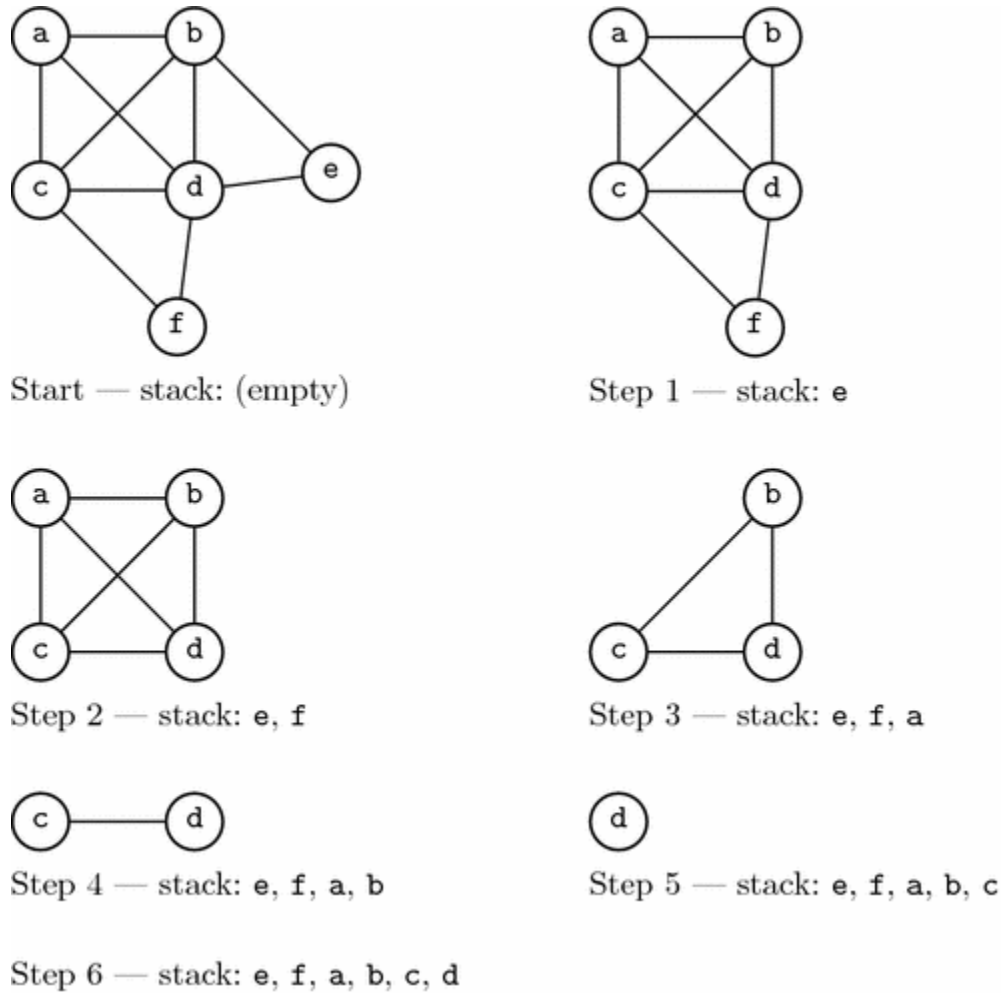 a b a b
c d e c d
f f
Start — stack: (empty) Step 1 — stack: e
a b b
c d c d
Step 2 — stack: e, f Step 3 — stack: e, f, a
c d d
Step 4 — stack: e, f, a, b Step 5 — stack: e, f, a, b, c
Step 6 — stack: e, f, a, b, c, d